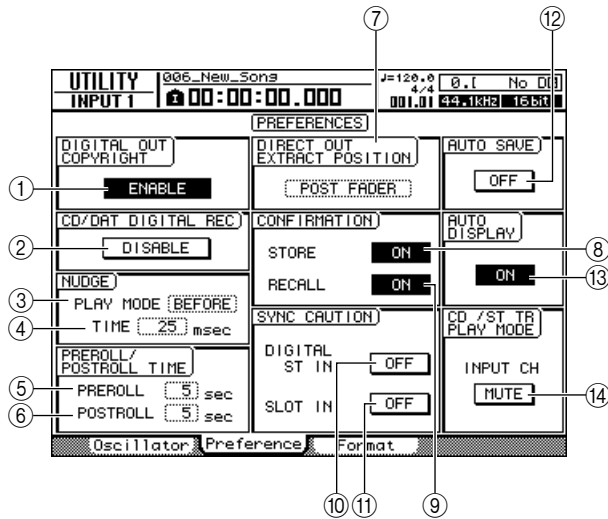 ⑦
⑫
UTILITY
INPUT 1
006_New_Song
00:00:00.000
♩=120.0
4/4
001.01
0.[ No D
44.1kHz 16bit
PREFERENCES
DIGITAL OUT
COPYRIGHT
① ENABLE
DIRECT OUT
EXTRACT POSITION
POST FADER
AUTO SAVE
OFF
CD/DAT DIGITAL REC
② DISABLE
CONFIRMATION
STORE ON ⑧
RECALL ON
AUTO
DISPLAY
ON ⑬
NUDGE
③ PLAY MODE BEFORE
④ TIME 25 msec
SYNC CAUTION
DIGITAL
ST IN OFF
SLOT IN OFF
CD /ST TR
PLAY MODE
INPUT CH
MUTE ⑭
PREROLL/
POSTROLL TIME
⑤ PREROLL 5 sec
⑥ POSTROLL 5 sec
Oscillator Preference Format
⑩ ⑪ ⑨